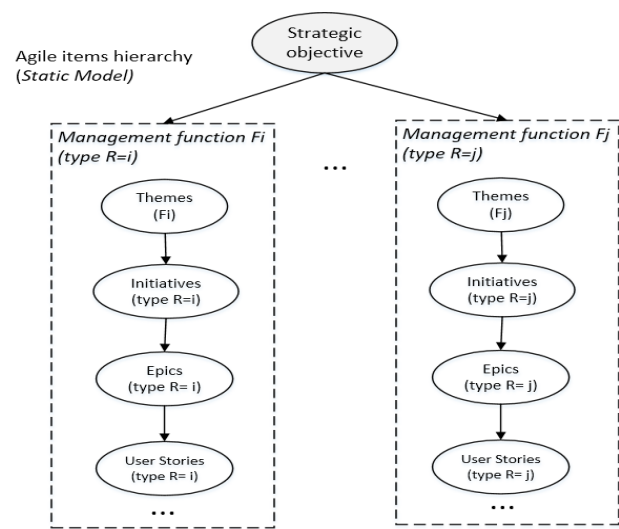 Strategic
objective
Agile items hierarchy
(Static Model)
Management function Fi
(type R=i)
Themes
(Fi)
Initiatives
(type R=i)
Epics
(type R= i)
User Stories
(type R= i)
...
...
Management function Fj
(type R=j)
Themes
(Fj)
Initiatives
(type R=j)
Epics
(type R= j)
User Stories
(type R= j)
...